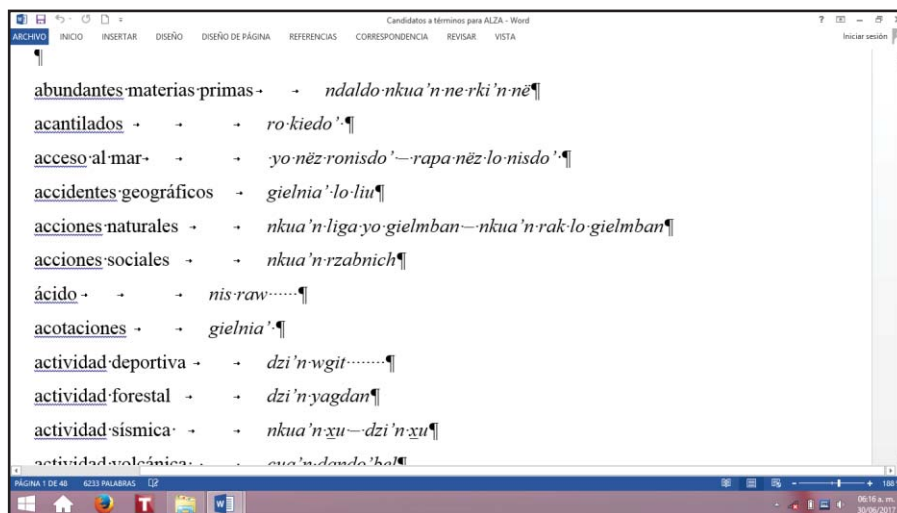 Candidatos a términos para ALZA - Word
ARCHIVO INICIO INSERTAR DISEÑO DISEÑO DE PÁGINA REFERENCIAS CORRESPONDENCIA REVISAR VISTA Iniciar sesión
¶
abundantes·materias·primas→ → ndaldo·nkua’n·ne·rki’n·në¶
acantilados → → → ro·kiedo’·¶
acceso·al·mar→ → → ·yo·nëz·ronisdo’·–·rapa·nëz·lo·nisdo’·¶
accidentes·geográficos → gielnia’·lo·liu¶
acciones·naturales → → nkua’n·liga·yo·gielmban·–·nkua’n·rak·lo·gielmban¶
acciones·sociales → → nkua’n·rzabnich¶
ácido→ → → nis·raw······¶
acotaciones → → gielnia’·¶
actividad·deportiva → → dzi’n·wgit·······¶
actividad·forestal → → dzi’n·yagdan¶
actividad·sísmica· → → nkua’n·xu·–·dzi’n·xu¶
actividad·volcánica·
PÁGINA 1 DE 48 6233 PALABRAS
06:16 a. m.
30/06/2017